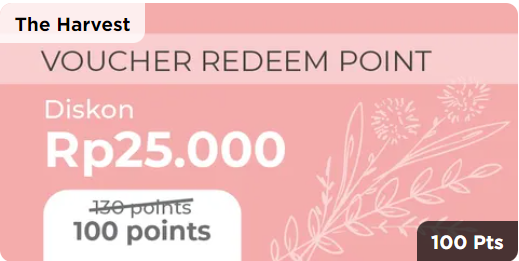 The Harvest
VOUCHER REDEEM POINT
Diskon
Rp25.000
130 points
100 points
100 Pts